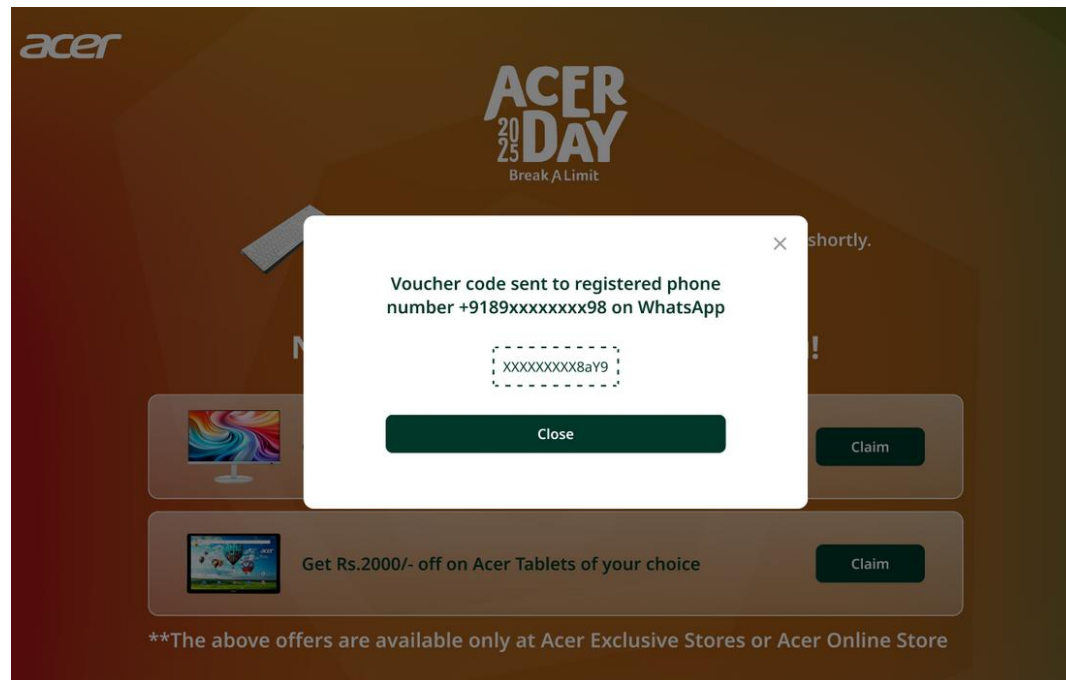 acer
ACER
20
25
DAY
Break A Limit
shortly.
Voucher code sent to registered phone
number +9189xxxxxxxx98 on WhatsApp
XXXXXXXXX8aY9
Close
Claim
Get Rs.2000/- off on Acer Tablets of your choice
Claim
**The above offers are available only at Acer Exclusive Stores or Acer Online Store